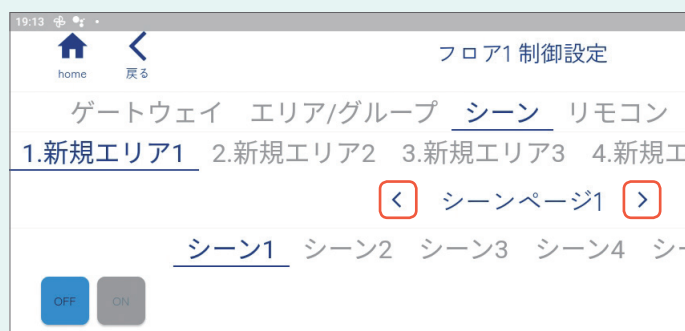 19:13
フロア1 制御設定
home 戻る
ゲートウェイ エリア/グループ シーン リモコン
1.新規エリア1 2.新規エリア2 3.新規エリア3 4.新規エ
シーンページ1
シーン1 シーン2 シーン3 シーン4 シー
OFF ON